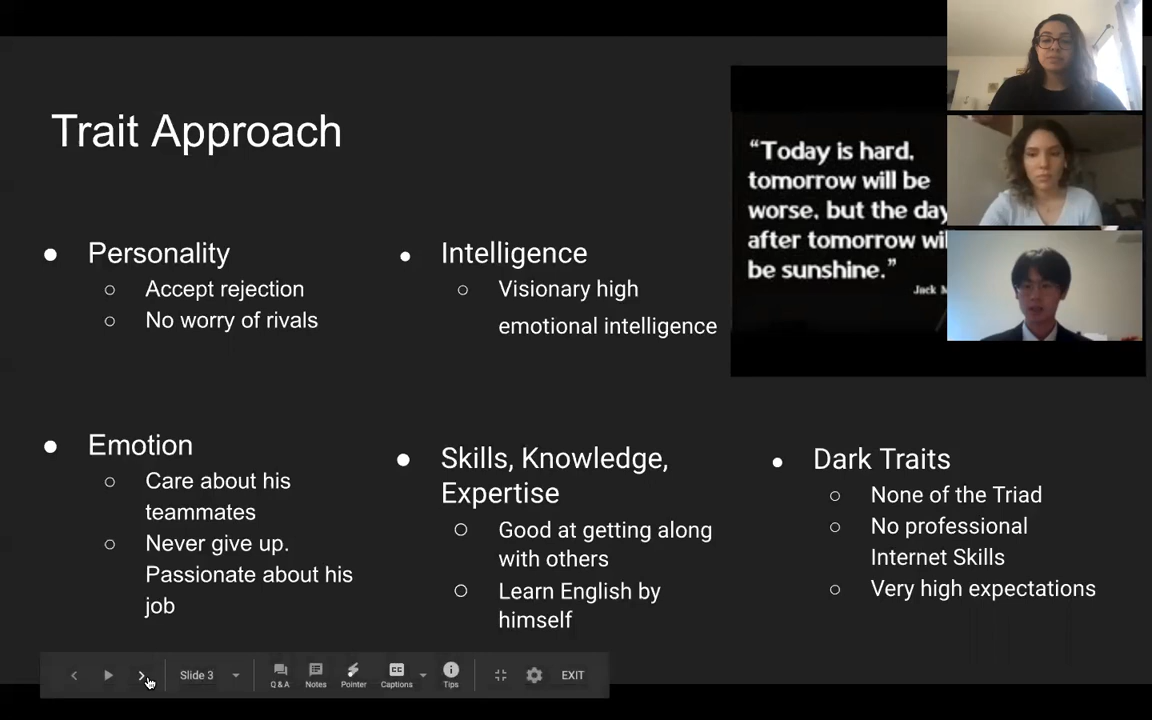 Trait Approach
● Personality
○ Accept rejection
○ No worry of rivals
● Intelligence
○ Visionary high
emotional intelligence
“Today is hard,
tomorrow will be
worse, but the day
after tomorrow
be sunshine.”
Jack
● Emotion
○ Care about his
teammates
○ Never give up.
Passionate about his
job
● Skills, Knowledge,
Expertise
○ Good at getting along
with others
○ Learn English by
himself
● Dark Traits
○ None of the Triad
○ No professional
Internet Skills
○ Very high expectations
Slide 3
Q & A
Notes
Pointer
CC
Captions
Tips
EXIT